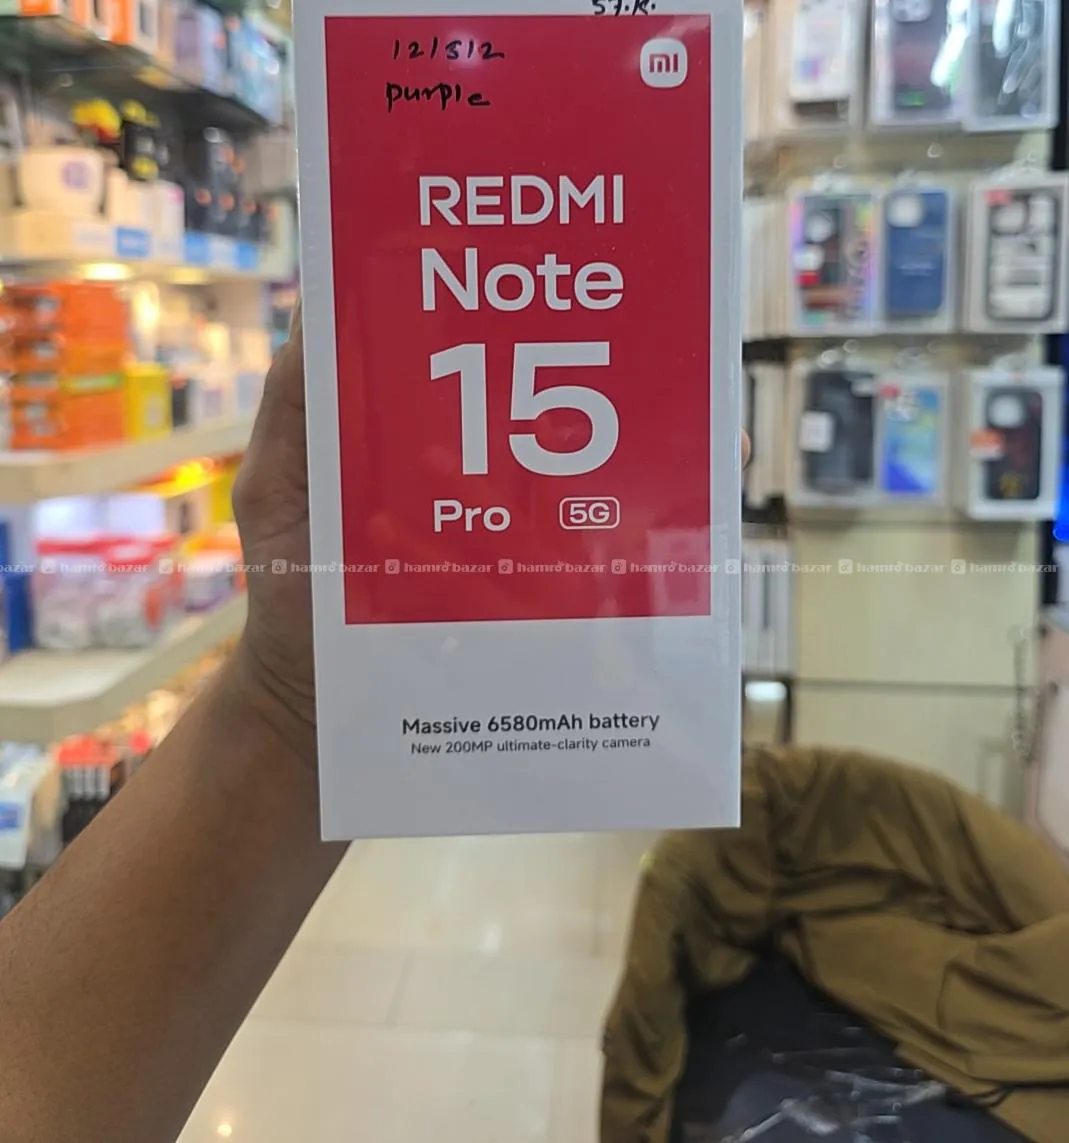 57.K.
12/512
purple
mi
REDMI
Note
15
Pro 5G
bazar hamrobazar hamrobazar hamrobazar hamrobazar hamrobazar hamrobazar hamrobazar hamrobazar hamrobazar
Massive 6580mAh battery
New 200MP ultimate-clarity camera